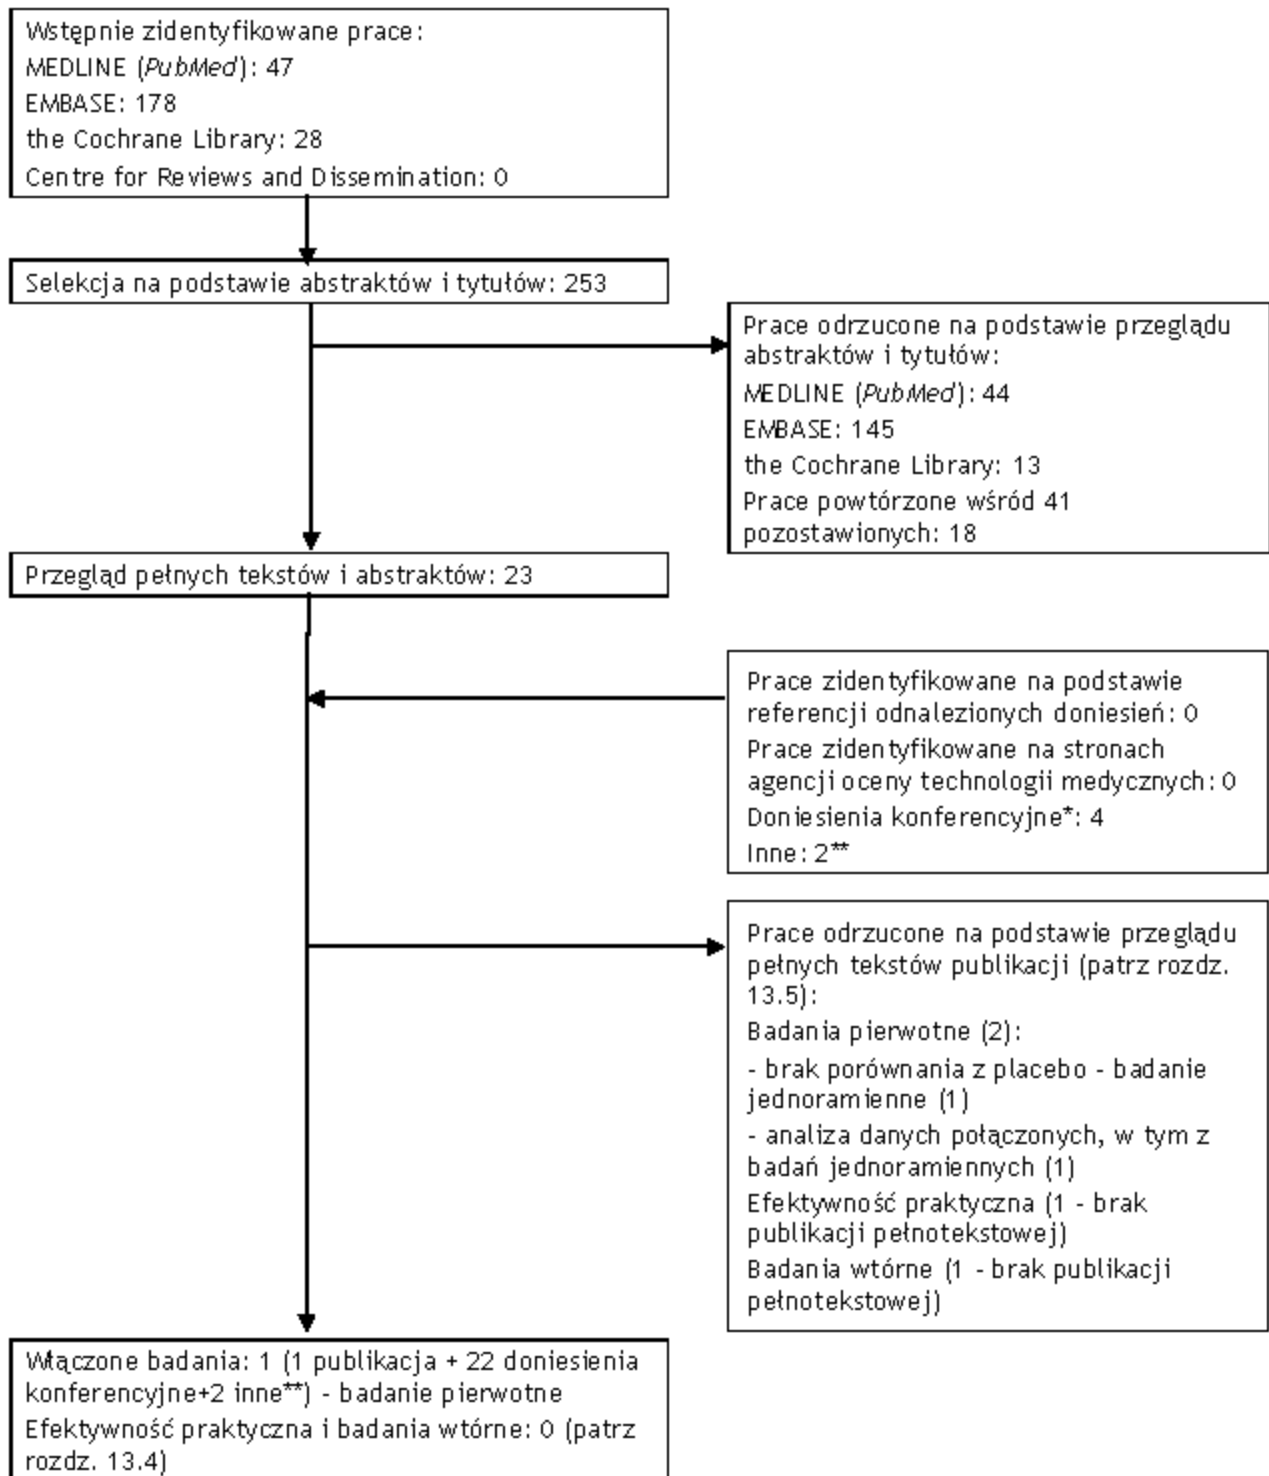 Wstępnie zidentyfikowane prace:
MEDLINE (PubMed): 47
EMBASE: 178
the Cochrane Library: 28
Centre for Reviews and Dissemination: 0
Selekcja na podstawie abstraktów i tytułów: 253
Prace odrzucone na podstawie przeglądu
abstraktów i tytułów:
MEDLINE (PubMed): 44
EMBASE: 145
the Cochrane Library: 13
Prace powtórzone wśród 41
pozostawionych: 18
Przegląd pełnych tekstów i abstraktów: 23
Prace zidentyfikowane na podstawie
referencji odnalezionych doniesień: 0
Prace zidentyfikowane na stronach
agencji oceny technologii medycznych: 0
Doniesienia konferencyjne*: 4
Inne: 2**
Prace odrzucone na podstawie przeglądu
pełnych tekstów publikacji (patrz rozdz.
13.5):
Badania pierwotne (2):
- brak porównania z placebo - badanie
jednoramienne (1)
- analiza danych połączonych, w tym z
badań jednoramiennych (1)
Efektywność praktyczna (1 - brak
publikacji pełnotekstowej)
Badania wtórne (1 - brak publikacji
pełnotekstowej)
Włączone badania: 1 (1 publikacja + 22 doniesienia
konferencyjne+2 inne**) - badanie pierwotne
Efektywność praktyczna i badania wtórne: 0 (patrz
rozdz. 13.4)